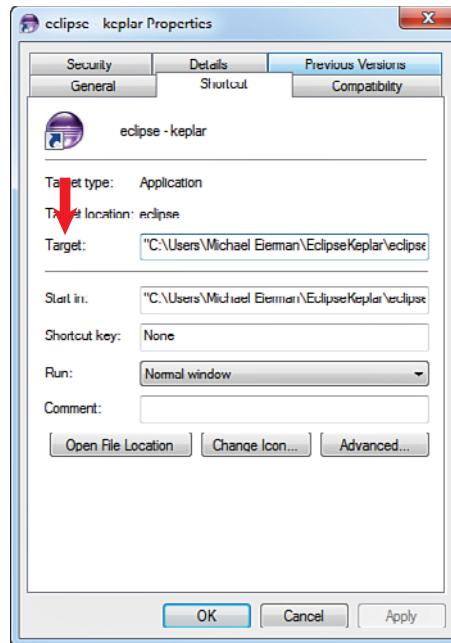 eclipse - keplar Properties
Security Details Previous Versions
General Shortcut Compatibility
eclipse - keplar
Target type: Application
Target location: eclipse
Target: "C:\Users\Michael Eierman\EclipseKeplar\eclipse
Start in: "C:\Users\Michael Eierman\EclipseKeplar\eclipse
Shortcut key: None
Run: Normal window
Comment:
Open File Location Change Icon... Advanced...
OK Cancel Apply